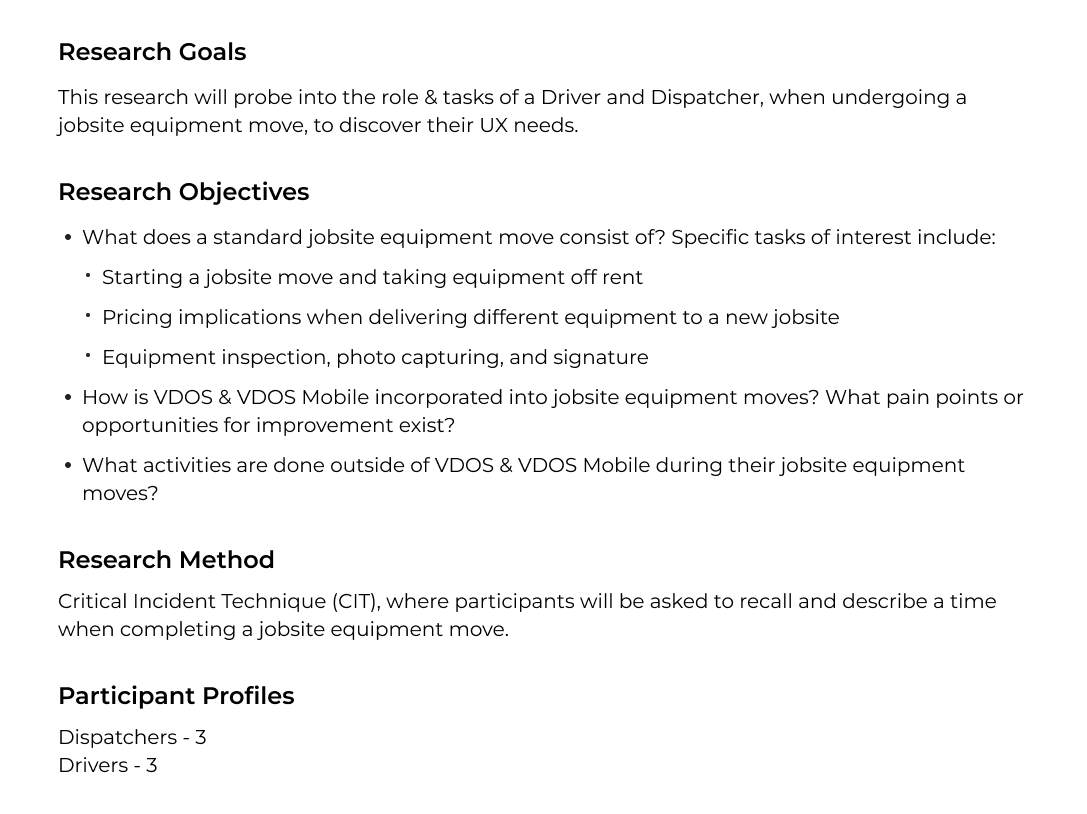 Research Goals
This research will probe into the role & tasks of a Driver and Dispatcher, when undergoing a
jobsite equipment move, to discover their UX needs.
Research Objectives
• What does a standard jobsite equipment move consist of? Specific tasks of interest include:
• Starting a jobsite move and taking equipment off rent
• Pricing implications when delivering different equipment to a new jobsite
• Equipment inspection, photo capturing, and signature
• How is VDOS & VDOS Mobile incorporated into jobsite equipment moves? What pain points or
opportunities for improvement exist?
• What activities are done outside of VDOS & VDOS Mobile during their jobsite equipment
moves?
Research Method
Critical Incident Technique (CIT), where participants will be asked to recall and describe a time
when completing a jobsite equipment move.
Participant Profiles
Dispatchers - 3
Drivers - 3